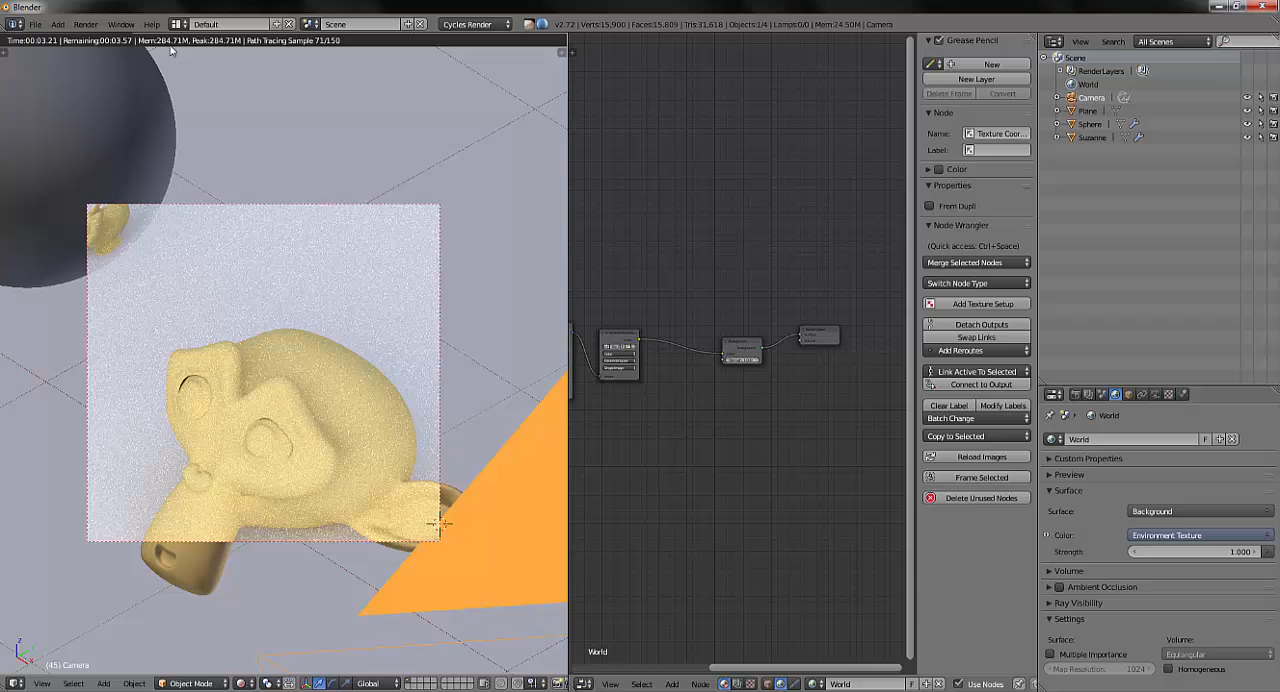 Blender
File Add Render Window Help Default Scene Cycles Render v2.72 | Verts:15,900 | Faces:15,809 | Tris:31,618 | Objects:1/4 | Lamps:0/0 | Mem:24.50M | Camera
Time:00:03.21 | Remaining:00:03.57 | Mem:284.71M, Peak:284.71M | Path Tracing Sample 71/150
Grease Pencil
New
New Layer
Delete Frame Convert
Node
Name: Texture Coor...
Label:
Color
Properties
From Dupli
Node Wrangler
(Quick access: Ctrl+Space)
Merge Selected Nodes
Switch Node Type
Add Texture Setup
Detach Outputs
Swap Links
Add Reroutes
Link Active To Selected
Connect to Output
Clear Label Modify Labels
Batch Change
Copy to Selected
Reload Images
Frame Selected
Delete Unused Nodes
View Search All Scenes
Scene
RenderLayers
World
Camera
Plane
Sphere
Suzanne
World
World F
Custom Properties
Preview
Surface
Surface: Background
Color: Environment Texture
Strength: 1.000
Volume
Ambient Occlusion
Ray Visibility
Settings
Surface: Volume:
Multiple Importance Equiangular
Map Resolution: 1024 Homogeneous
(45) Camera
World
View Select Add Object Object Mode Global
View Select Add Node World F Use Nodes